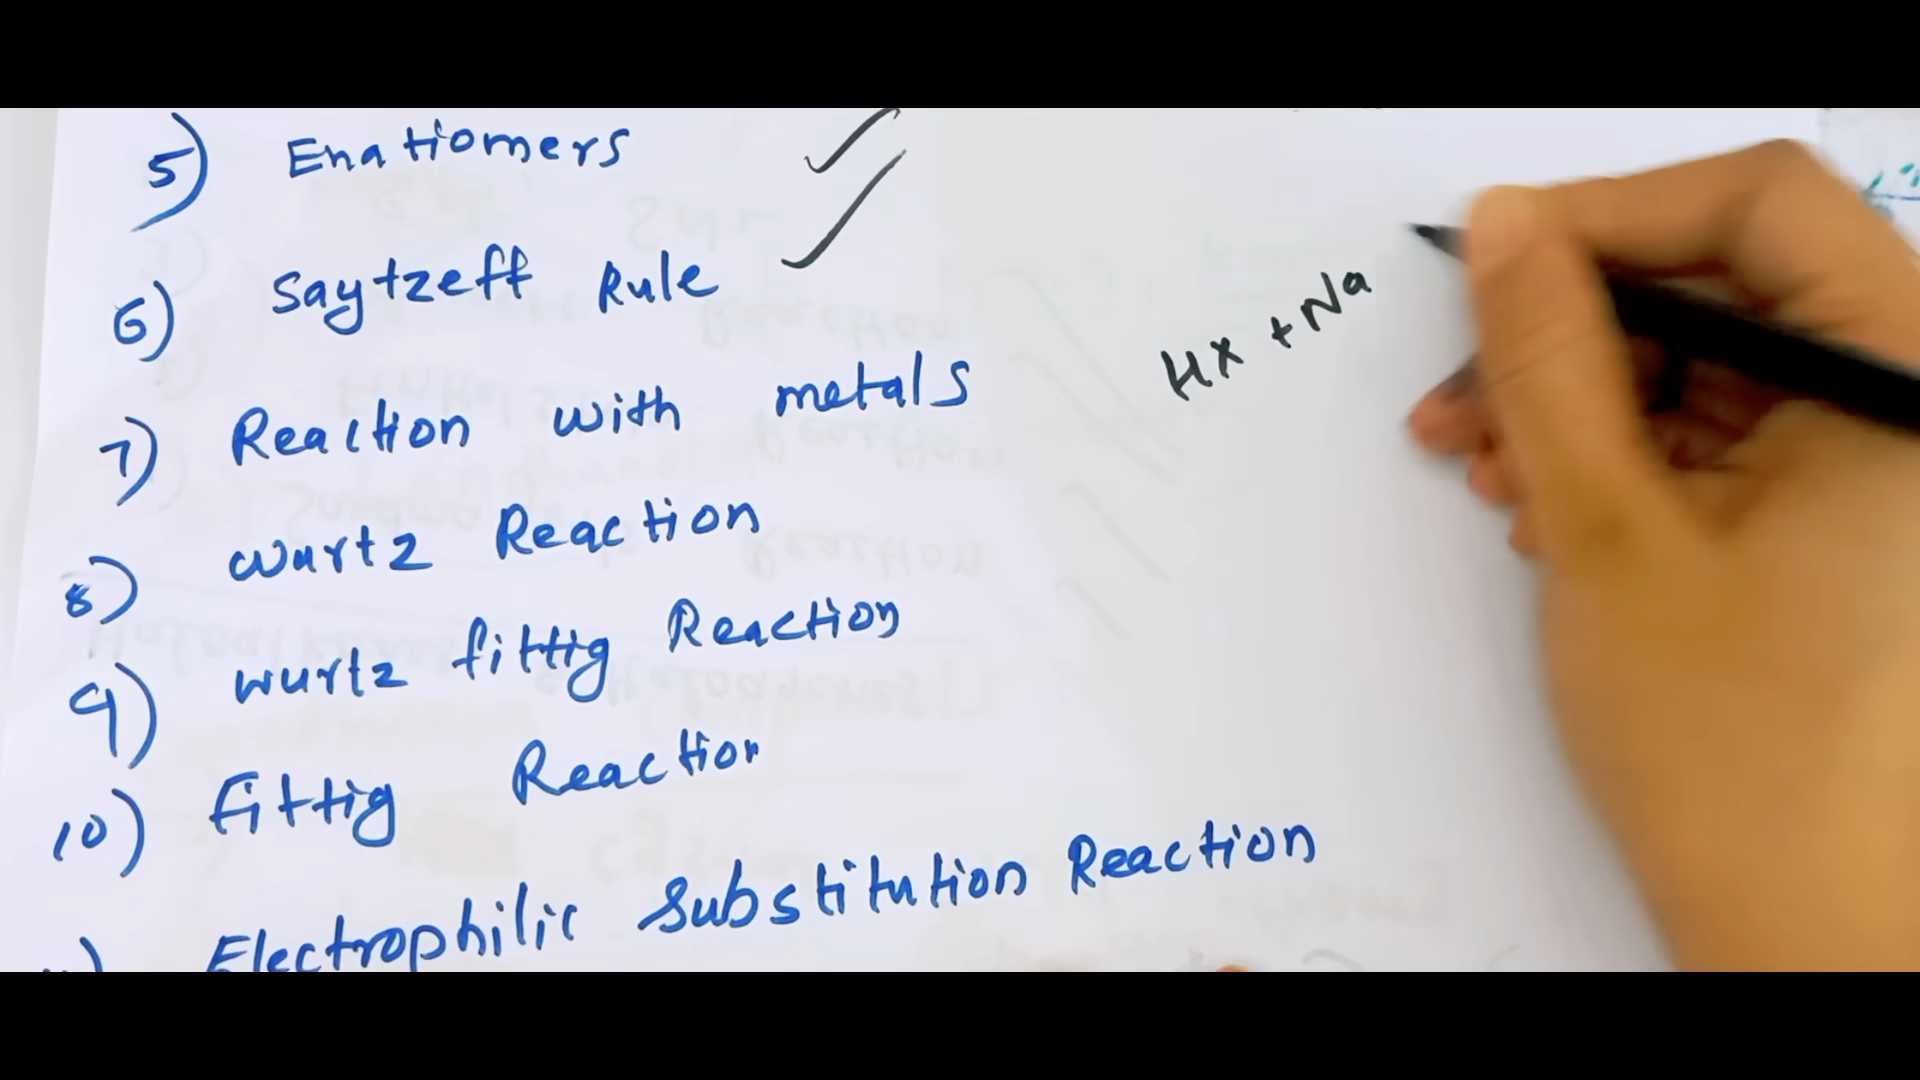 5) Enatiomers
6) Saytzeff Rule
7) Reaction with metals
HX + Na
8) wurtz Reaction
9) wurtz fittig Reaction
10) Fittig Reaction
Electrophilic Substitution Reaction